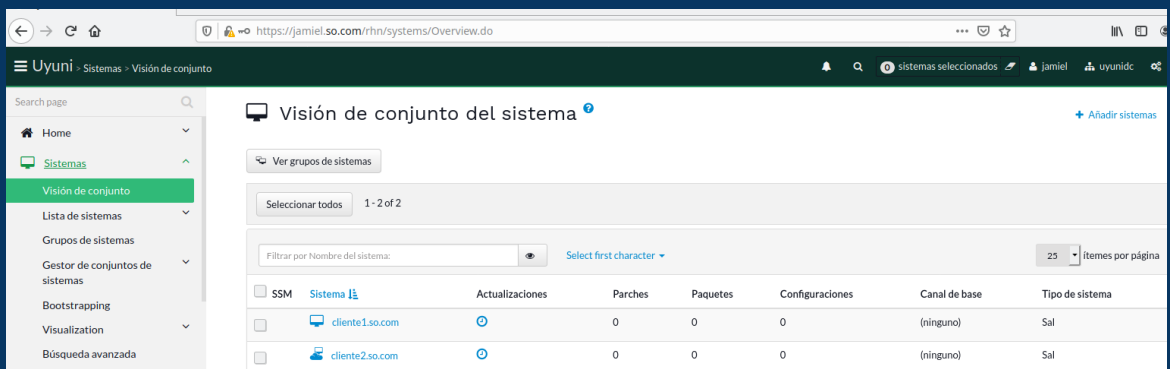 https://jamiel.so.com/rhn/systems/Overview.do
Uyuni > Sistemas > Visión de conjunto
0 sistemas seleccionados
jamiel
uyunidc
Search page
Home
Sistemas
Visión de conjunto
Lista de sistemas
Grupos de sistemas
Gestor de conjuntos de
sistemas
Bootstrapping
Visualization
Búsqueda avanzada
Visión de conjunto del sistema ?
+ Añadir sistemas
Ver grupos de sistemas
Seleccionar todos 1 - 2 of 2
Filtrar por Nombre del sistema:
Select first character
25 ítemes por página
SSM Sistema Actualizaciones Parches Paquetes Configuraciones Canal de base Tipo de sistema
cliente1.so.com 0 0 0 (ninguno) Sal
cliente2.so.com 0 0 0 (ninguno) Sal